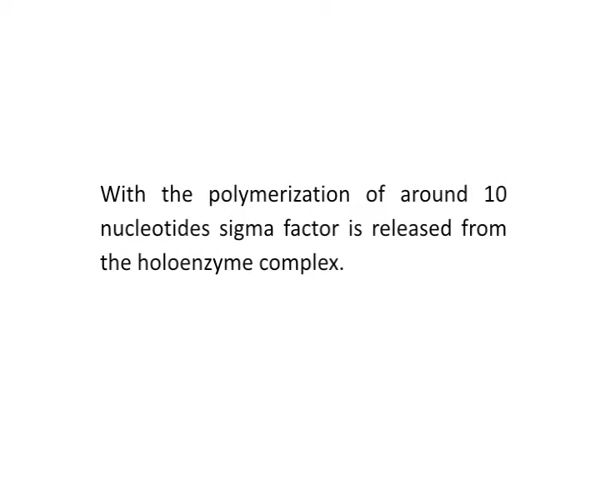 With the polymerization of around 10
nucleotides sigma factor is released from
the holoenzyme complex.